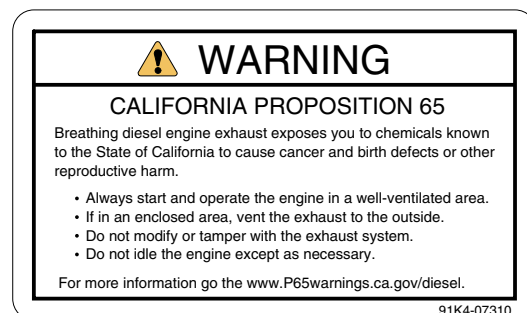 WARNING
CALIFORNIA PROPOSITION 65
Breathing diesel engine exhaust exposes you to chemicals known
to the State of California to cause cancer and birth defects or other
reproductive harm.
• Always start and operate the engine in a well-ventilated area.
• If in an enclosed area, vent the exhaust to the outside.
• Do not modify or tamper with the exhaust system.
• Do not idle the engine except as necessary.
For more information go the www.P65warnings.ca.gov/diesel.
91K4-07310